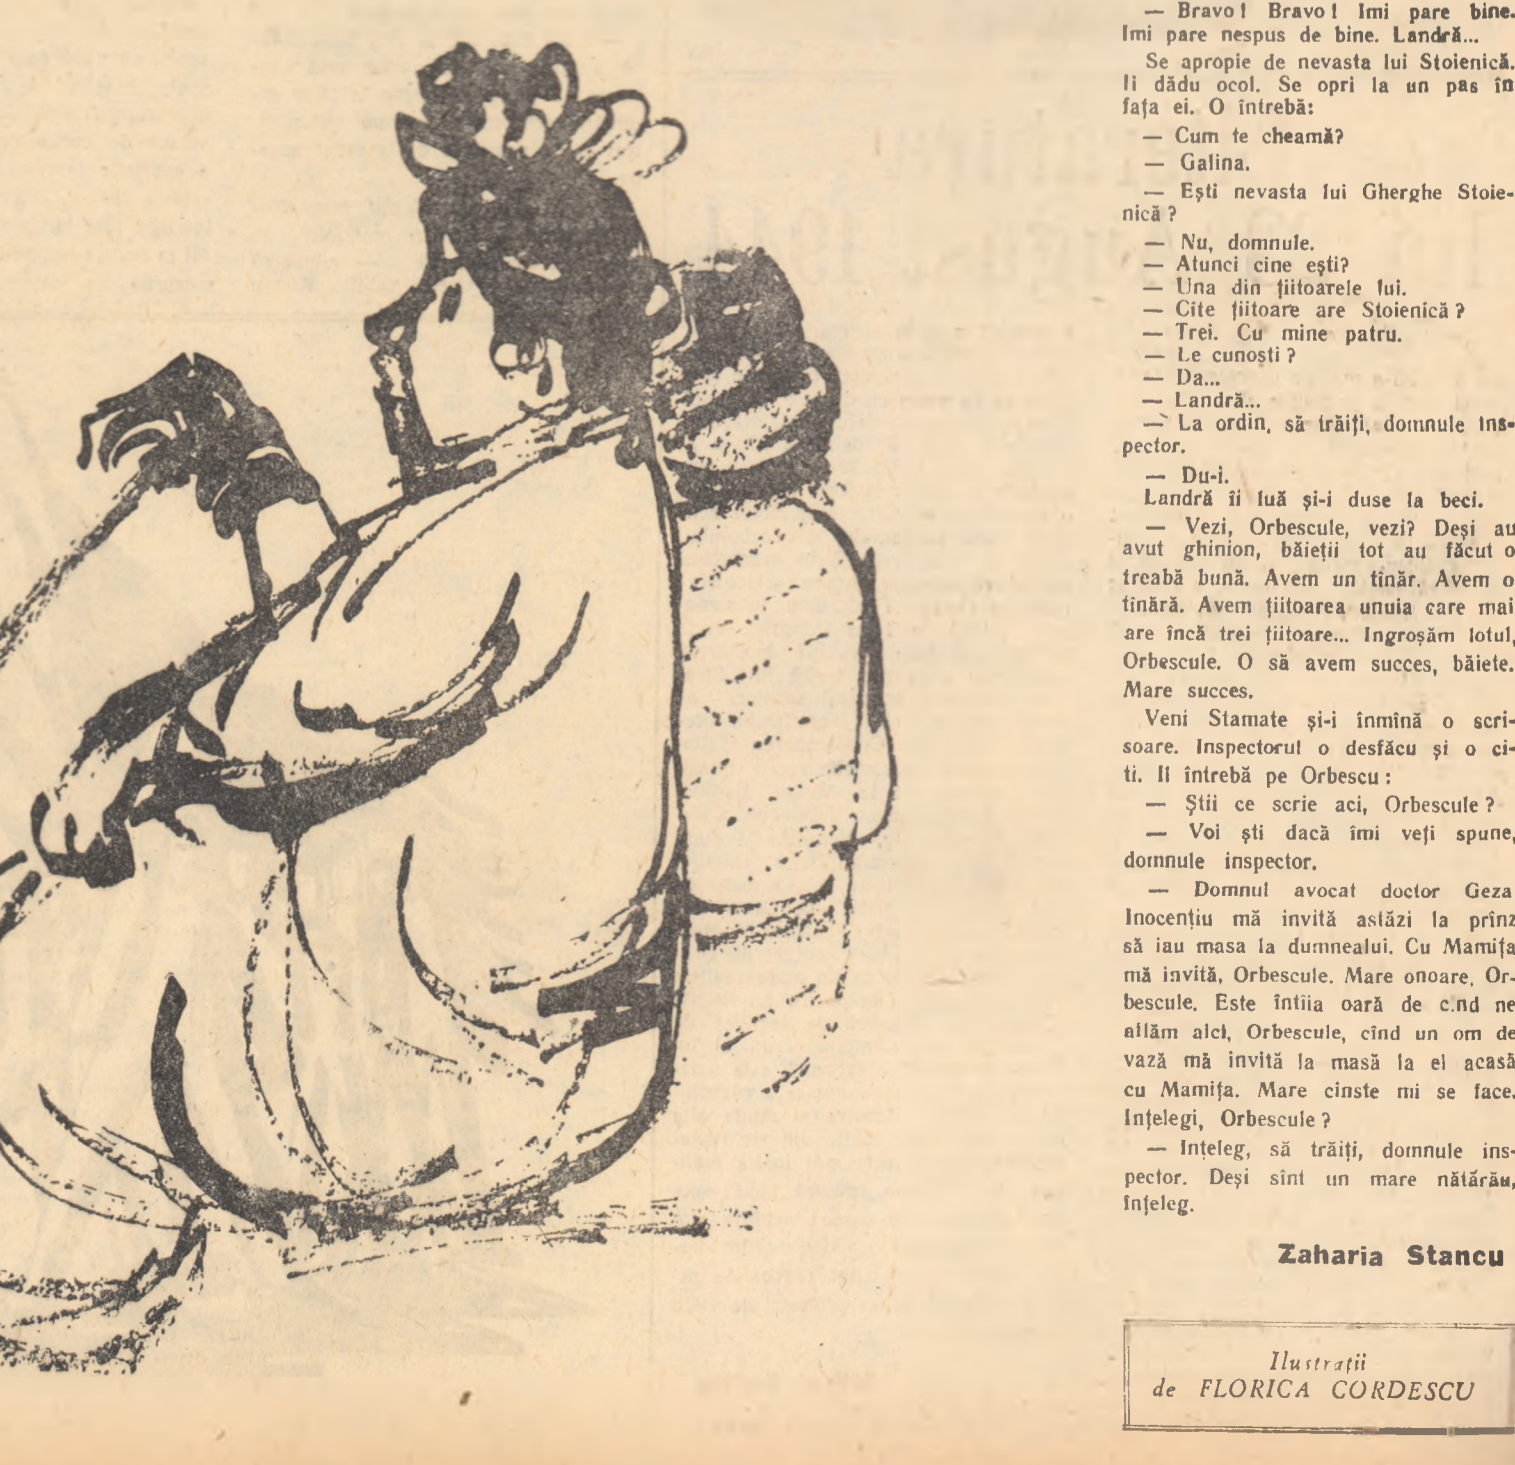 — Bravo! Bravo! Imi pare bine.
Imi pare nespus de bine. Landră...
Se apropie de nevasta lui Stoienică.
Ii dădu ocol. Se opri la un pas în
fața ei. O întrebă:
— Cum te cheamă?
— Galina.
— Ești nevasta lui Gherghe Stoie-
nică?
— Nu, domnule.
— Atunci cine ești?
— Una din țiitoarele lui.
— Cîte țiitoare are Stoienică?
— Trei. Cu mine patru.
— Le cunoști?
— Da...
— Landră...
— La ordin, să trăiți, domnule ins-
pector.
— Du-i.
Landră îi luă și-i duse la beci.
— Vezi, Orbescule, vezi? Deși au
avut ghinion, băieții tot au făcut o
treabă bună. Avem un tînăr. Avem o
tînără. Avem țiitoarea unuia care mai
are încă trei țiitoare... Ingroșăm lotul,
Orbescule. O să avem succes, băiete.
Mare succes.
Veni Stamate și-i înmînă o scri-
soare. Inspectorul o desfăcu și o ci-
ti. Il întrebă pe Orbescu:
— Știi ce scrie aci, Orbescule?
— Voi ști dacă îmi veți spune,
domnule inspector.
— Domnul avocat doctor Geza
Inocențiu mă invită astăzi la prînz
să iau masa la dumnealui. Cu Mamița
mă invită, Orbescule. Mare onoare, Or-
bescule. Este întîia oară de cînd ne
aflăm aici, Orbescule, cînd un om de
vază mă invită la masă la el acasă
cu Mamița. Mare cinste mi se face.
Ințelegi, Orbescule?
— Ințeleg, să trăiți, domnule ins-
pector. Deși sînt un mare nătărău,
înțeleg.
Zaharia Stancu
Ilustrații
de FLORICA CORDESCU